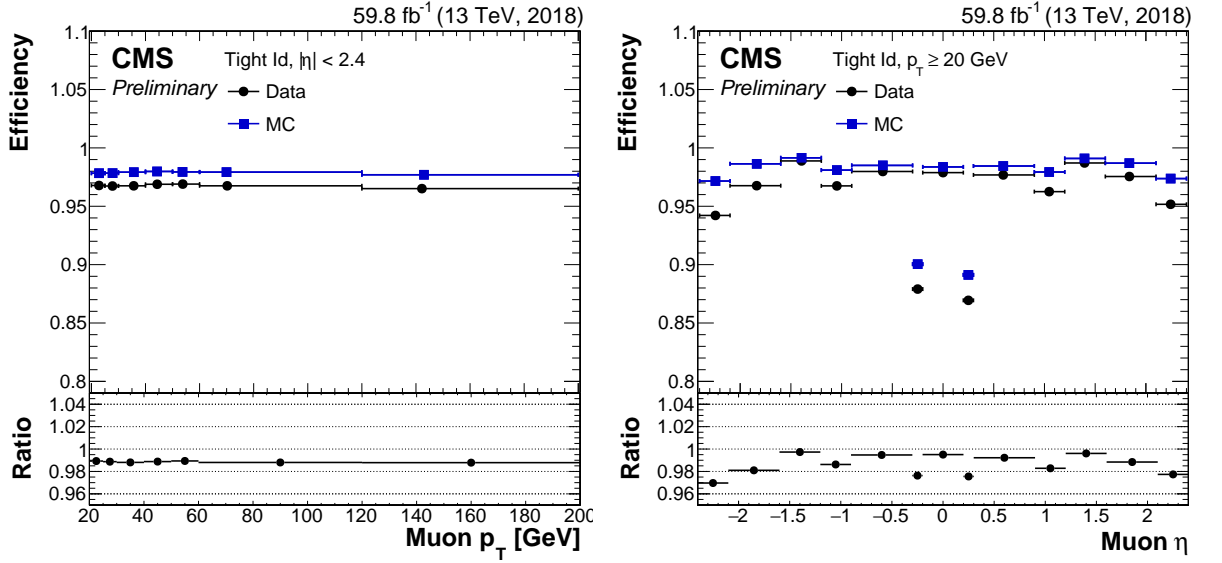 59.8 fb⁻¹ (13 TeV, 2018)
CMS
Preliminary
Tight Id, |η| < 2.4
Data
MC
Efficiency
1.1
1.05
1
0.95
0.9
0.85
0.8
Ratio
1.04
1.02
1
0.98
0.96
20 40 60 80 100 120 140 160 180 200
Muon p_T [GeV]
59.8 fb⁻¹ (13 TeV, 2018)
CMS
Preliminary
Tight Id, p_T ≥ 20 GeV
Data
MC
Efficiency
1.1
1.05
1
0.95
0.9
0.85
0.8
Ratio
1.04
1.02
1
0.98
0.96
−2 −1.5 −1 −0.5 0 0.5 1 1.5 2
Muon η